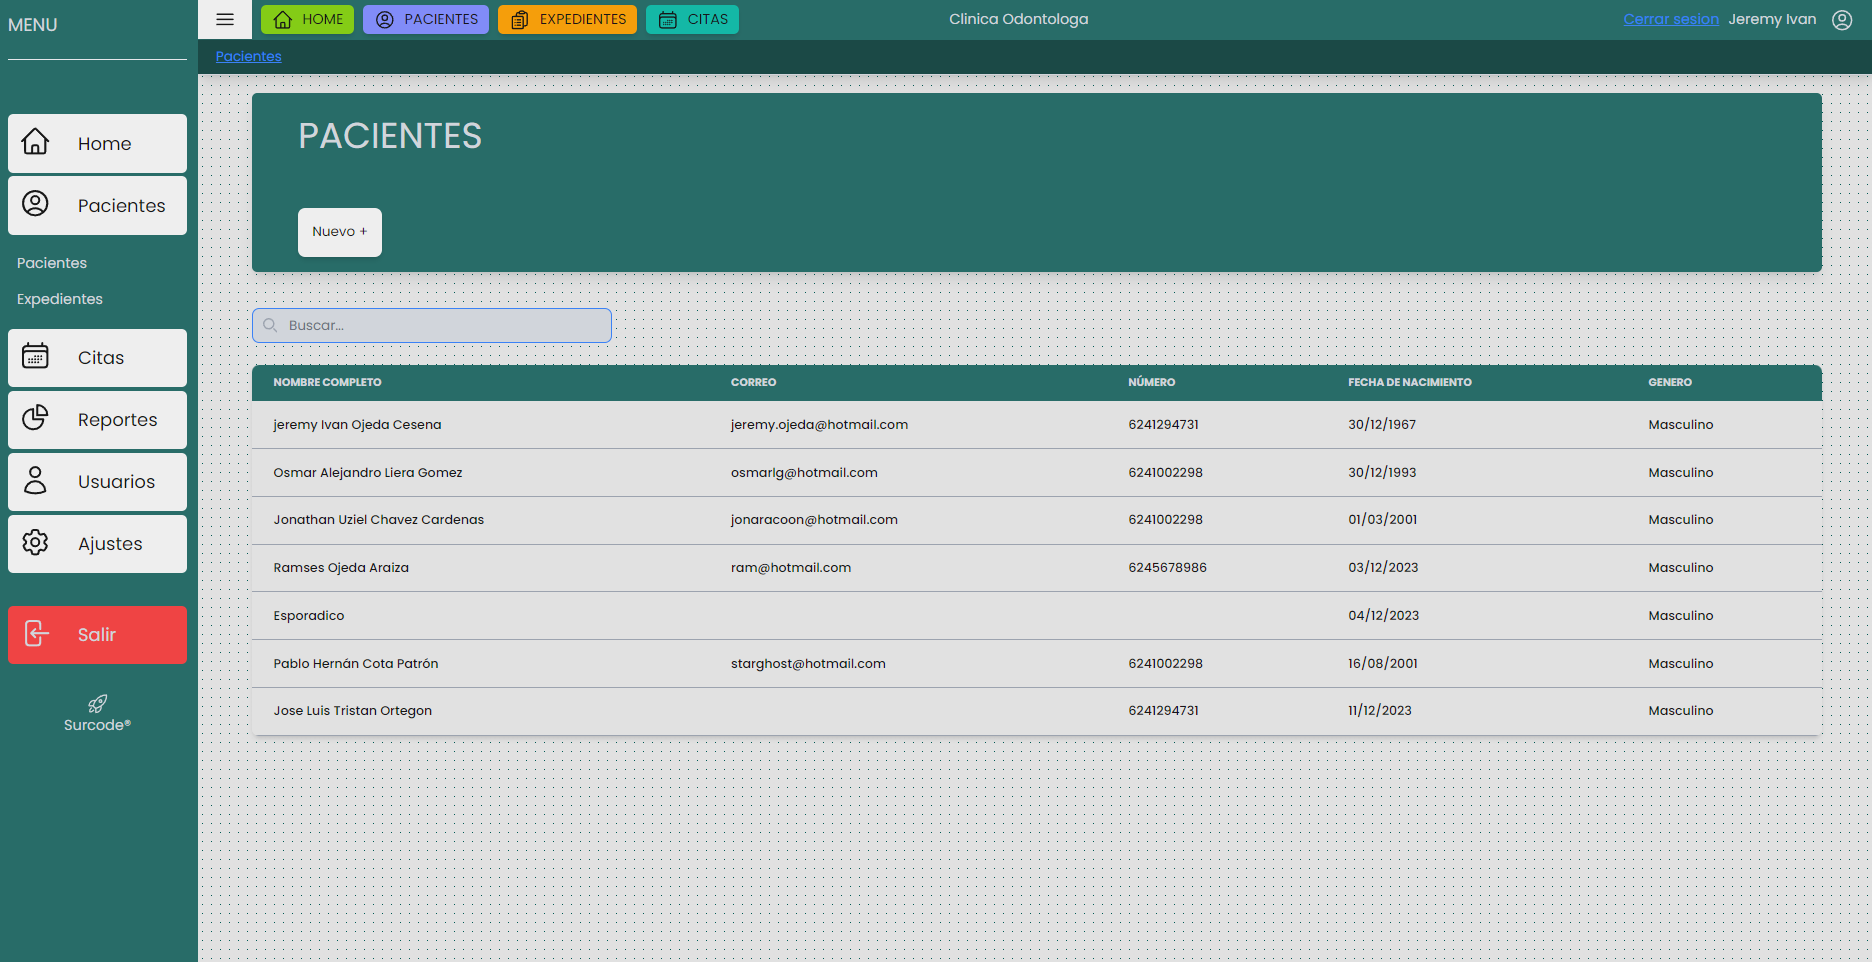 MENU
Home
Pacientes
Pacientes
Expedientes
Citas
Reportes
Usuarios
Ajustes
Salir
Surcode®
HOME PACIENTES EXPEDIENTES CITAS Clinica Odontologa Cerrar sesion Jeremy Ivan
Pacientes
PACIENTES
Nuevo +
Buscar...
NOMBRE COMPLETO CORREO NÚMERO FECHA DE NACIMIENTO GENERO
jeremy Ivan Ojeda Cesena jeremy.ojeda@hotmail.com 6241294731 30/12/1967 Masculino
Osmar Alejandro Liera Gomez osmarlg@hotmail.com 6241002298 30/12/1993 Masculino
Jonathan Uziel Chavez Cardenas jonaracoon@hotmail.com 6241002298 01/03/2001 Masculino
Ramses Ojeda Araiza ram@hotmail.com 6245678986 03/12/2023 Masculino
Esporadico 04/12/2023 Masculino
Pablo Hernán Cota Patrón starghost@hotmail.com 6241002298 16/08/2001 Masculino
Jose Luis Tristan Ortegon 6241294731 11/12/2023 Masculino